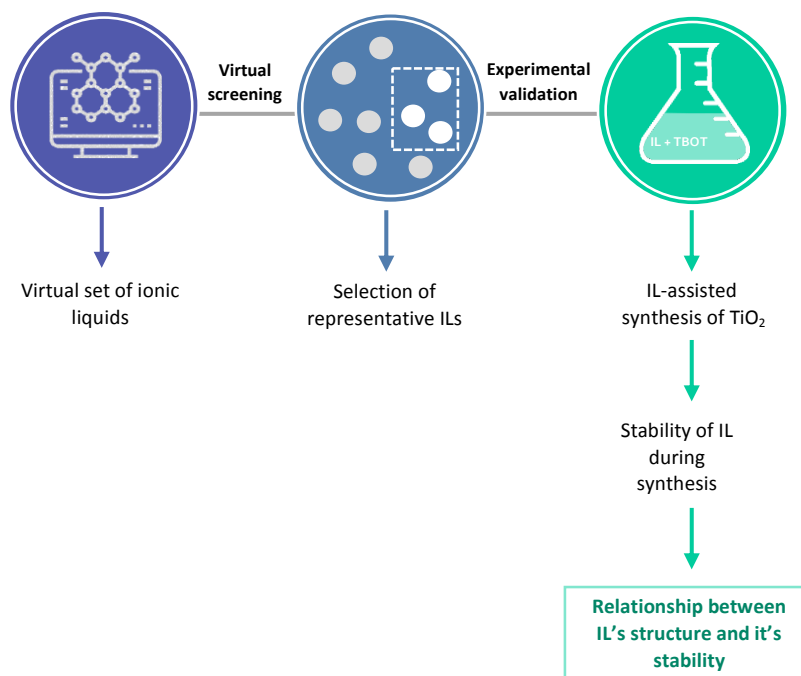 Virtual
screening
Experimental
validation
IL + TBOT
Virtual set of ionic
liquids
Selection of
representative ILs
IL-assisted
synthesis of TiO₂
Stability of IL
during
synthesis
Relationship between
IL’s structure and it’s
stability